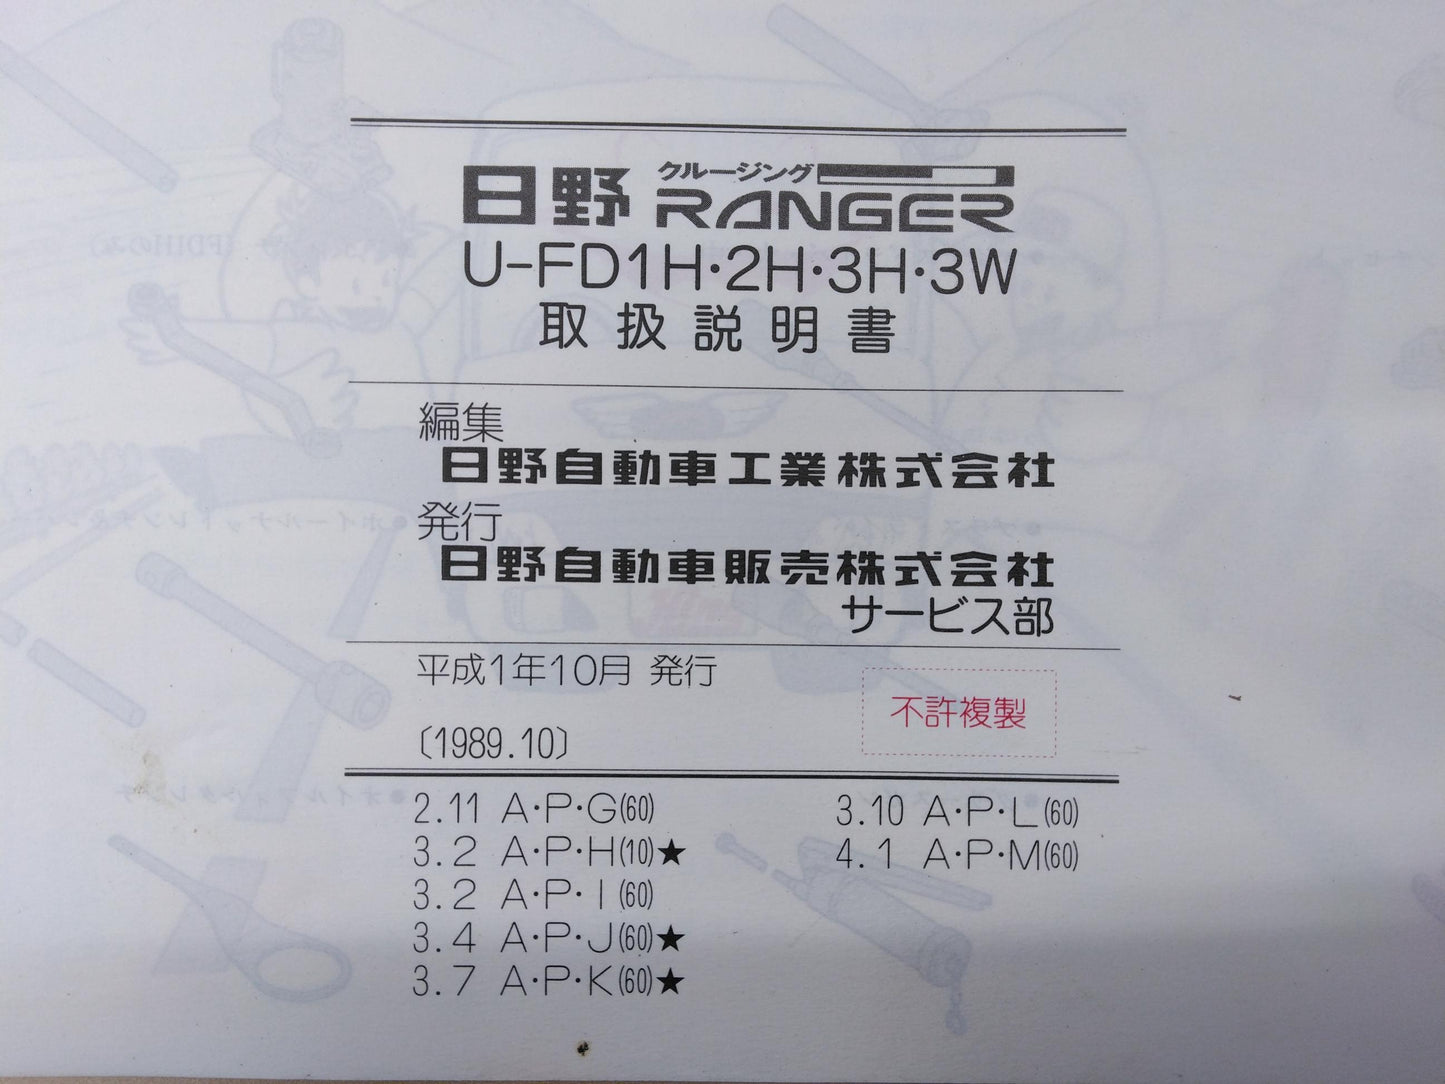 日野 クルージング RANGER
U-FD1H·2H·3H·3W
取扱説明書
編集
日野自動車工業株式会社
発行
日野自動車販売株式会社
サービス部
平成1年10月 発行
不許複製
〔1989.10〕
2.11 A·P·G(60)
3.2 A·P·H(10)★
3.2 A·P·I(60)
3.4 A·P·J(60)★
3.7 A·P·K(60)★
3.10 A·P·L(60)
4.1 A·P·M(60)